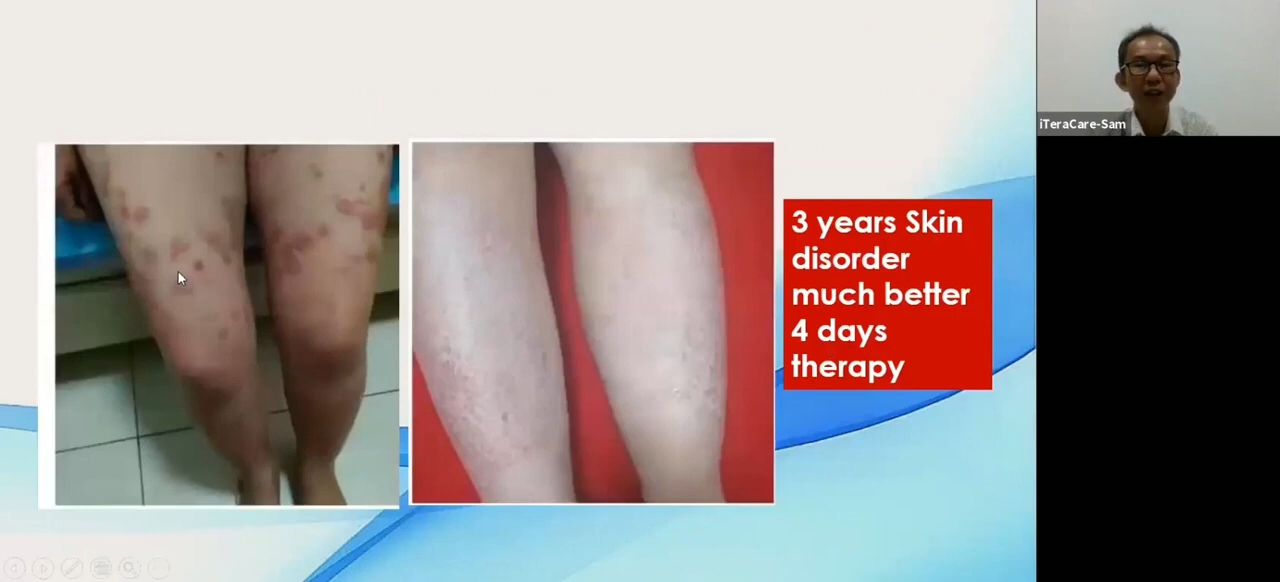 3 years Skin
disorder
much better
4 days
therapy
iTeraCare-Sam